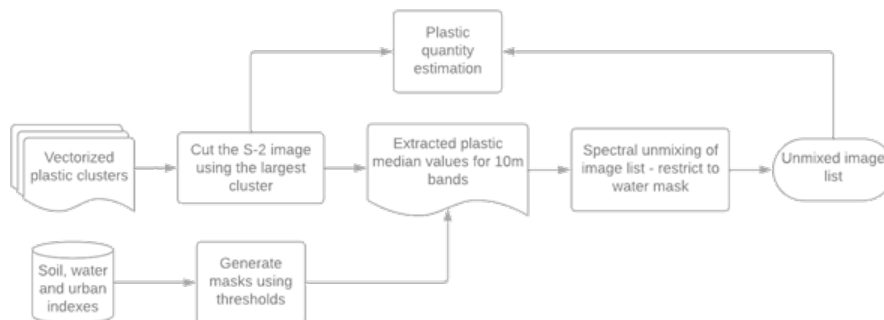 Plastic
quantity
estimation
Vectorized
plastic clusters
Cut the S-2 image
using the largest
cluster
Extracted plastic
median values for 10m
bands
Spectral unmixing of
image list - restrict to
water mask
Unmixed image
list
Soil, water
and urban
indexes
Generate
masks using
thresholds